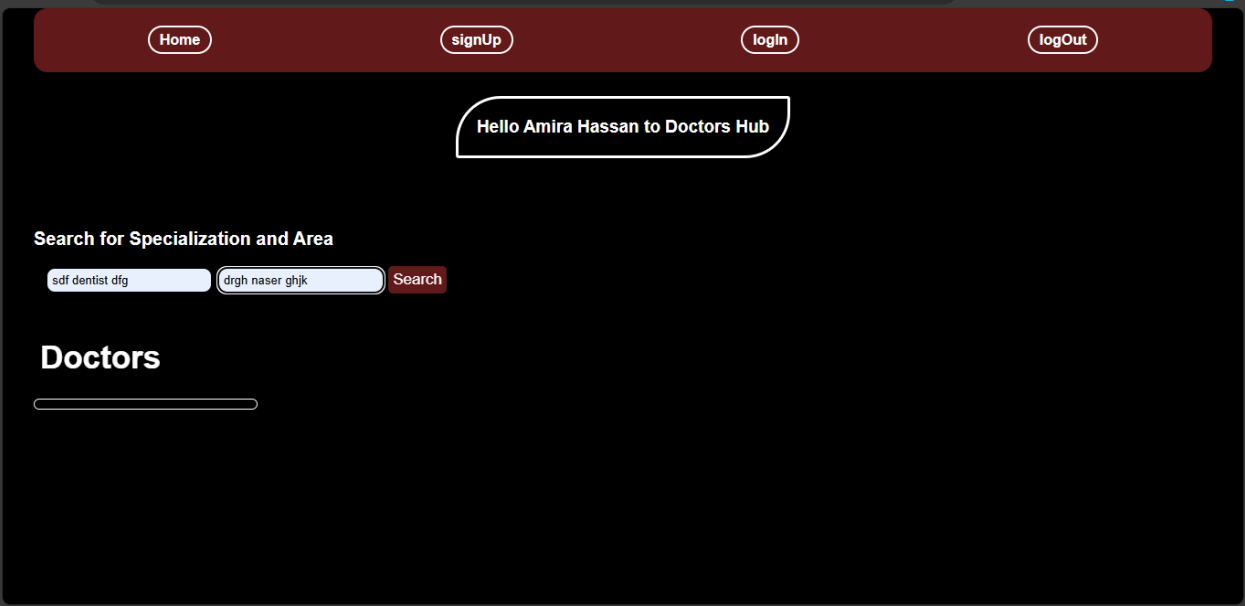 Home signUp logIn logOut
Hello Amira Hassan to Doctors Hub
Search for Specialization and Area
sdf dentist dfg drgh naser ghjk Search
Doctors